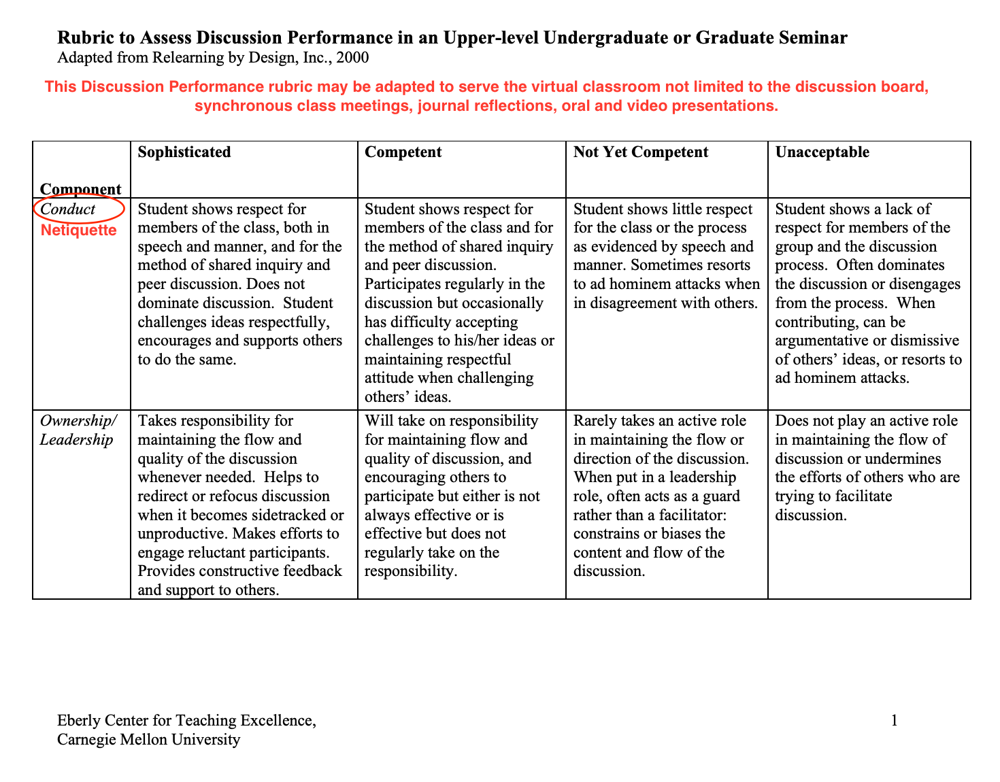 Rubric to Assess Discussion Performance in an Upper-level Undergraduate or Graduate Seminar
Adapted from Relearning by Design, Inc., 2000
This Discussion Performance rubric may be adapted to serve the virtual classroom not limited to the discussion board,
synchronous class meetings, journal reflections, oral and video presentations.
Component
Sophisticated
Competent
Not Yet Competent
Unacceptable
Conduct
Netiquette
Student shows respect for
members of the class, both in
speech and manner, and for the
method of shared inquiry and
peer discussion. Does not
dominate discussion.  Student
challenges ideas respectfully,
encourages and supports others
to do the same.
Student shows respect for
members of the class and for
the method of shared inquiry
and peer discussion.
Participates regularly in the
discussion but occasionally
has difficulty accepting
challenges to his/her ideas or
maintaining respectful
attitude when challenging
others’ ideas.
Student shows little respect
for the class or the process
as evidenced by speech and
manner. Sometimes resorts
to ad hominem attacks when
in disagreement with others.
Student shows a lack of
respect for members of the
group and the discussion
process.  Often dominates
the discussion or disengages
from the process.  When
contributing, can be
argumentative or dismissive
of others’ ideas, or resorts to
ad hominem attacks.
Ownership/
Leadership
Takes responsibility for
maintaining the flow and
quality of the discussion
whenever needed.  Helps to
redirect or refocus discussion
when it becomes sidetracked or
unproductive. Makes efforts to
engage reluctant participants.
Provides constructive feedback
and support to others.
Will take on responsibility
for maintaining flow and
quality of discussion, and
encouraging others to
participate but either is not
always effective or is
effective but does not
regularly take on the
responsibility.
Rarely takes an active role
in maintaining the flow or
direction of the discussion.
When put in a leadership
role, often acts as a guard
rather than a facilitator:
constrains or biases the
content and flow of the
discussion.
Does not play an active role
in maintaining the flow of
discussion or undermines
the efforts of others who are
trying to facilitate
discussion.
Eberly Center for Teaching Excellence,
Carnegie Mellon University
1